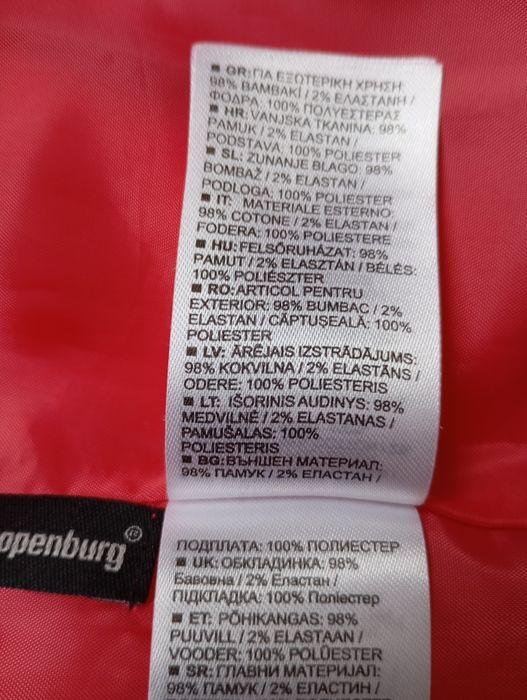 ■ GR: ΓΙΑ ΕΞΩΤΕΡΙΚΗ ΧΡΗΣΗ
98% ΒΑΜΒΑΚΙ / 2% ΕΛΑΣΤΑΝΗ /
ΦΟΔΡΑ: 100% ΠΟΛΥΕΣΤΕΡΑΣ
■ HR: VANJSKA TKANINA: 98%
PAMUK / 2% ELASTAN /
PODSTAVA: 100% POLIESTER
■ SL: ZUNANJE BLAGO: 98%
BOMBAŽ / 2% ELASTAN /
PODLOGA: 100% POLIESTER
■ IT: MATERIALE ESTERNO:
98% COTONE / 2% ELASTAN /
FODERA: 100% POLIESTERE
■ HU: FELSŐRUHÁZAT: 98%
PAMUT / 2% ELASZTÁN / BÉLÉS:
100% POLIÉSZTER
■ RO: ARTICOL PENTRU
EXTERIOR: 98% BUMBAC / 2%
ELASTAN / CĂPTUŞEALĂ: 100%
POLIESTER
■ LV: ĀRĒJAIS IZSTRĀDĀJUMS:
98% KOKVILNA / 2% ELASTĀNS /
ODERE: 100% POLIESTERIS
■ LT: IŠORINIS AUDINYS: 98%
MEDVILNĖ / 2% ELASTANAS /
PAMUŠALAS: 100%
POLIESTERIS
■ BG: ВЪНШЕН МАТЕРИАЛ:
98% ПАМУК / 2% ЕЛАСТАН /
openburg®
ПОДПЛАТА: 100% ПОЛИЕСТЕР
■ UK: ОБКЛАДИНКА: 98%
Бавовна / 2% Еластан /
ПІДКЛАДКА: 100% Поліестер
■ ET: PÕHIKANGAS: 98%
PUUVILL / 2% ELASTAAN /
VOODER: 100% POLÜESTER
■ SR: ГЛАВНИ МАТЕРИЈАЛ:
98% ПАМУК / 2% ЕЛАСТИН /